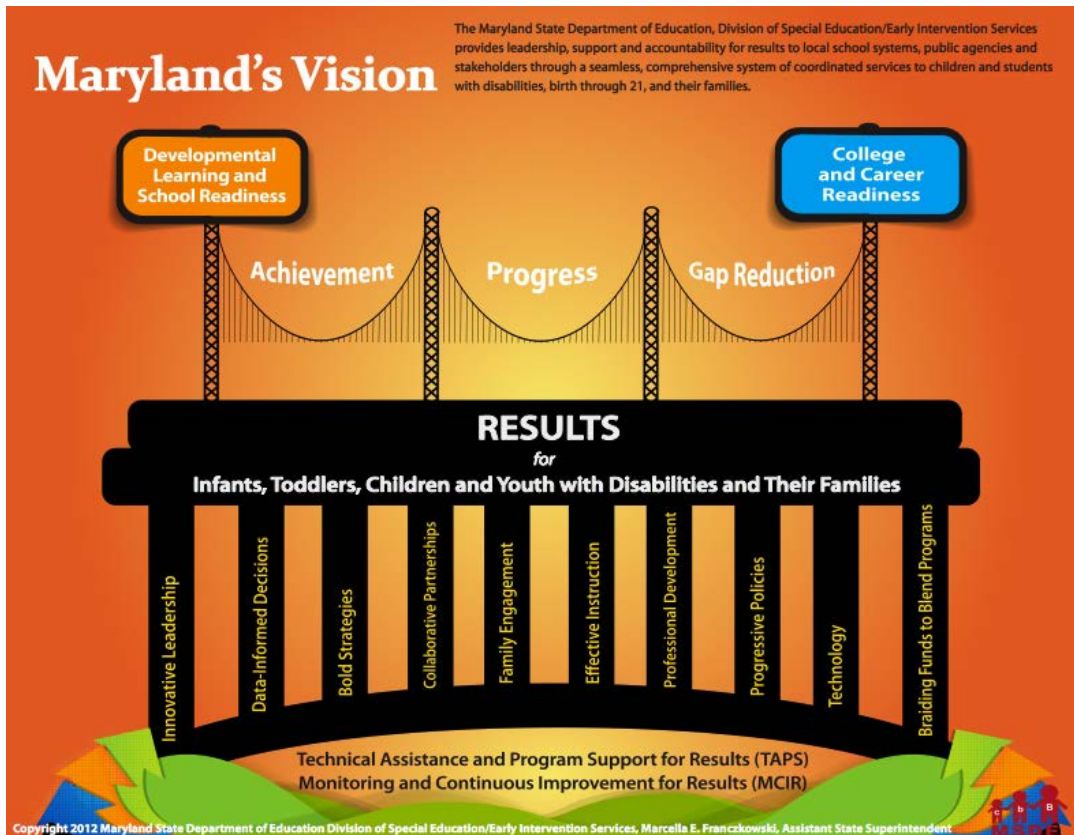 The Maryland State Department of Education, Division of Special Education/Early Intervention Services
provides leadership, support and accountability for results to local school systems, public agencies and
stakeholders through a seamless, comprehensive system of coordinated services to children and students
with disabilities, birth through 21, and their families.
Maryland's Vision
Developmental
Learning and
School Readiness
College
and Career
Readiness
Achievement
Progress
Gap Reduction
RESULTS
for
Infants, Toddlers, Children and Youth with Disabilities and Their Families
Innovative Leadership
Data-Informed Decisions
Bold Strategies
Collaborative Partnerships
Family Engagement
Effective Instruction
Professional Development
Progressive Policies
Technology
Braiding Funds to Blend Programs
Technical Assistance and Program Support for Results (TAPS)
Monitoring and Continuous Improvement for Results (MCIR)
c b B
Copyright 2012 Maryland State Department of Education Division of Special Education/Early Intervention Services, Marcella E. Franczkowski, Assistant State Superintendent